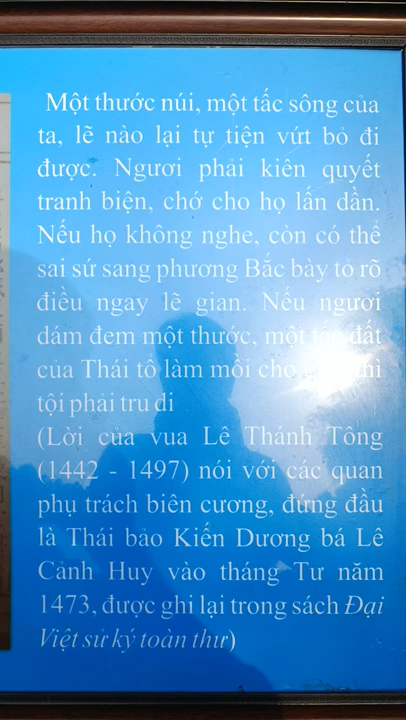 Một thước núi, một tấc sông của
ta, lẽ nào lại tự tiện vứt bỏ đi
được. Ngươi phải kiên quyết
tranh biện, chớ cho họ lấn dần.
Nếu họ không nghe, còn có thể
sai sứ sang phương Bắc bày tỏ rõ
điều ngay lẽ gian. Nếu ngươi
dám đem một thước, một tấc đất
của Thái tổ làm mồi cho thì
tội phải tru di
(Lời của vua Lê Thánh Tông
(1442 - 1497) nói với các quan
phụ trách biên cương, đứng đầu
là Thái bảo Kiến Dương bá Lê
Cảnh Huy vào tháng Tư năm
1473, được ghi lại trong sách Đại
Việt sử ký toàn thư)